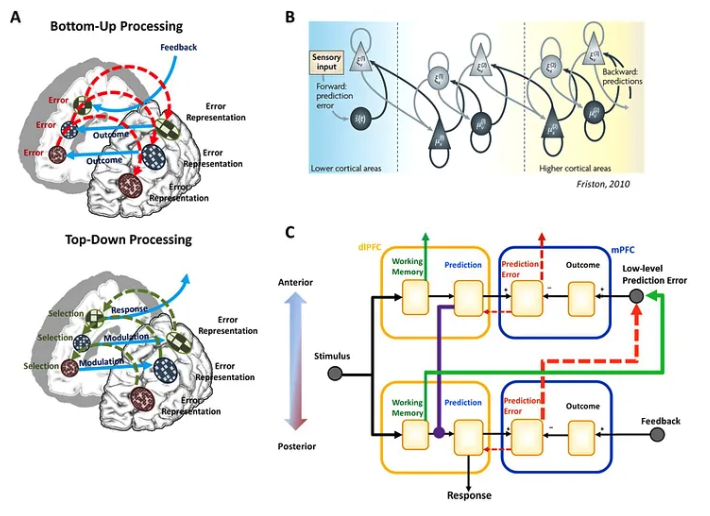 A
Bottom-Up Processing
Feedback
Error
Error
Error
Outcome
Outcome
Error
Representation
Error
Representation
Error
Representation
Top-Down Processing
Selection
Selection
Selection
Response
Modulation
Modulation
Error
Representation
Error
Representation
Error
Representation
B
Sensory
input
Forward:
prediction
error
Backward:
predictions
Lower cortical areas
Higher cortical areas
Friston, 2010
C
dlPFC
mPFC
Working
Memory
Prediction
Prediction
Error
Outcome
Low-level
Prediction Error
Anterior
Stimulus
Posterior
Working
Memory
Prediction
Prediction
Error
Outcome
Feedback
Response
+
−
+
+
−
+